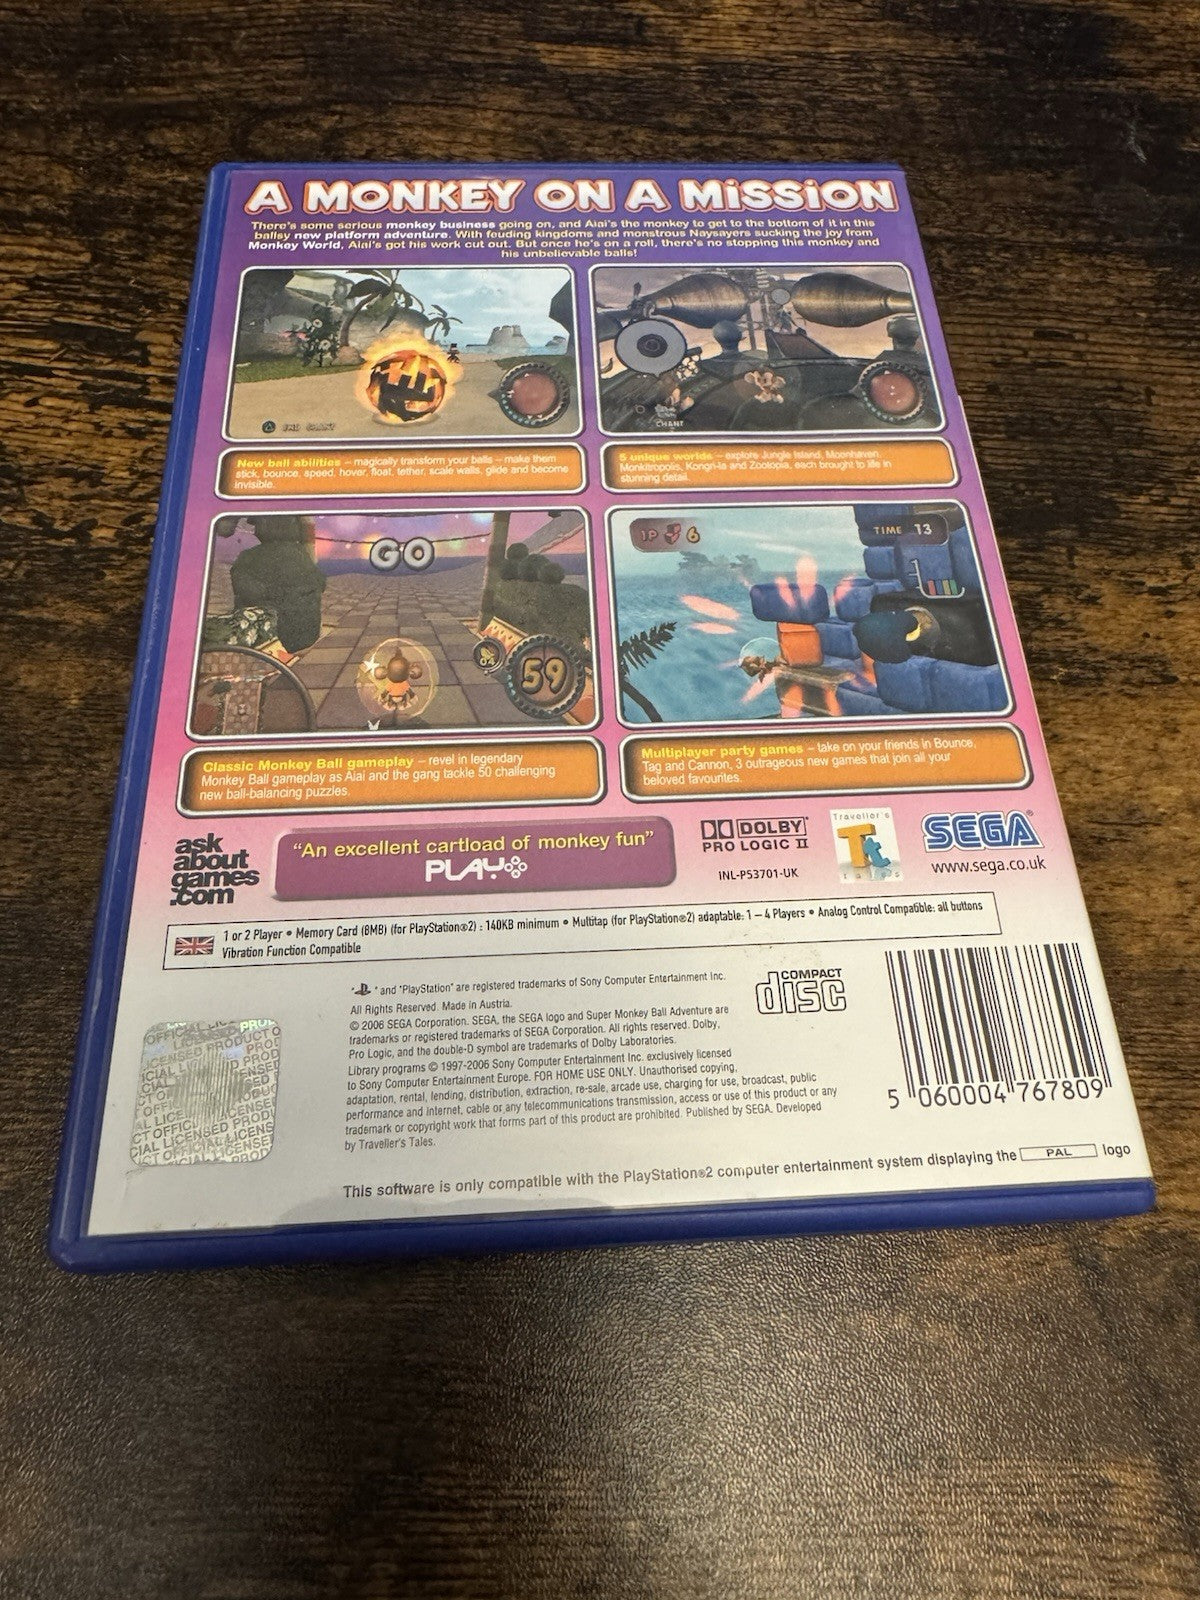 A MONKEY ON A MiSSiON
There's some serious monkey business going on, and Aiai's the monkey to get to the bottom of it in this
ballsy new platform adventure. With feuding kingdoms and monstrous Naysayers sucking the joy from
Monkey World, Aiai's got his work cut out. But once he's on a roll, there's no stopping this monkey and
his unbelievable balls!
CHANT
New ball abilities – magically transform your balls – make them
stick, bounce, speed, hover, float, tether, scale walls, glide and become
invisible.
5 unique worlds – explore Jungle Island, Moonhaven,
Monkitropolis, Kongri-la and Zootopia, each brought to life in
stunning detail.
GO
04
59
1P 6
TIME 13
Classic Monkey Ball gameplay – revel in legendary
Monkey Ball gameplay as Aiai and the gang tackle 50 challenging
new ball-balancing puzzles.
Multiplayer party games – take on your friends in Bounce,
Tag and Cannon, 3 outrageous new games that join all your
beloved favourites.
ask
about
games
.com
"An excellent cartload of monkey fun"
PLAY
DOLBY
PRO LOGIC II
INL-PS3701-UK
Traveller's
Tt
SEGA®
www.sega.co.uk
1 or 2 Player • Memory Card (8MB) (for PlayStation®2) : 140KB minimum • Multitap (for PlayStation®2) adaptable: 1 – 4 Players • Analog Control Compatible: all buttons
Vibration Function Compatible
" " and "PlayStation" are registered trademarks of Sony Computer Entertainment Inc.
All Rights Reserved. Made in Austria.
© 2006 SEGA Corporation. SEGA, the SEGA logo and Super Monkey Ball Adventure are
trademarks or registered trademarks of SEGA Corporation. All rights reserved. Dolby,
Pro Logic, and the double-D symbol are trademarks of Dolby Laboratories.
Library programs © 1997-2006 Sony Computer Entertainment Inc. exclusively licensed
to Sony Computer Entertainment Europe. FOR HOME USE ONLY. Unauthorised copying,
adaptation, rental, lending, distribution, extraction, re-sale, arcade use, charging for use, broadcast, public
performance and internet, cable or any telecommunications transmission, access or use of this product or any
trademark or copyright work that forms part of this product are prohibited. Published by SEGA. Developed
by Traveller's Tales.
COMPACT
disc
5 060004 767809
This software is only compatible with the PlayStation®2 computer entertainment system displaying the PAL logo